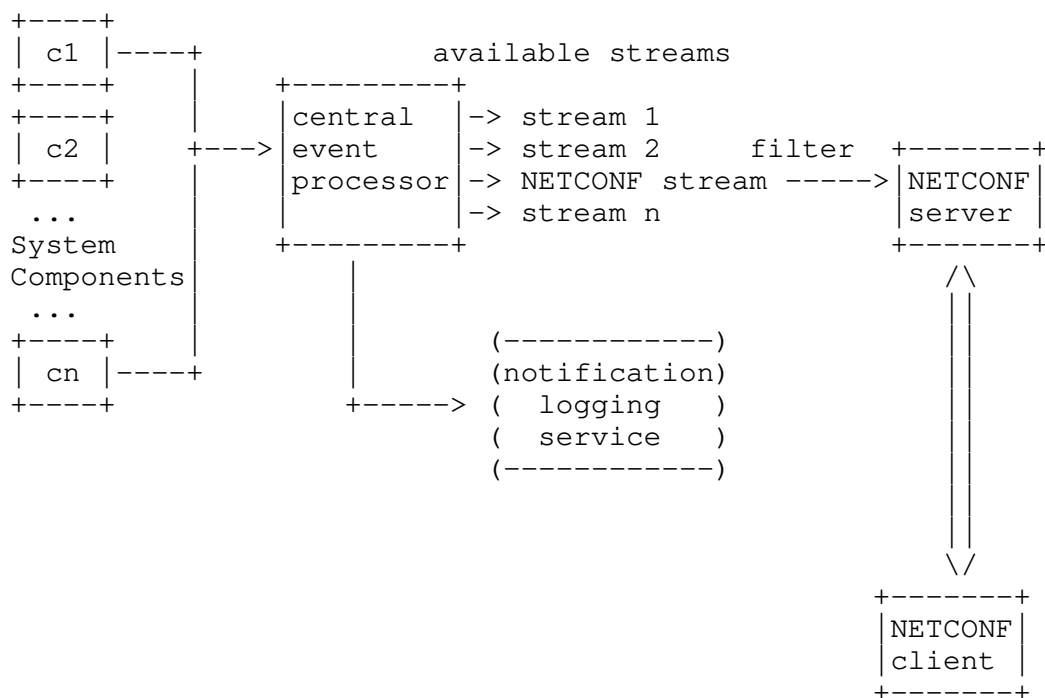 c1
available streams
central -> stream 1
c2 event -> stream 2 filter
processor -> NETCONF stream -----> NETCONF
... -> stream n server
System
Components
...
cn (notification)
logging
service
NETCONF
client